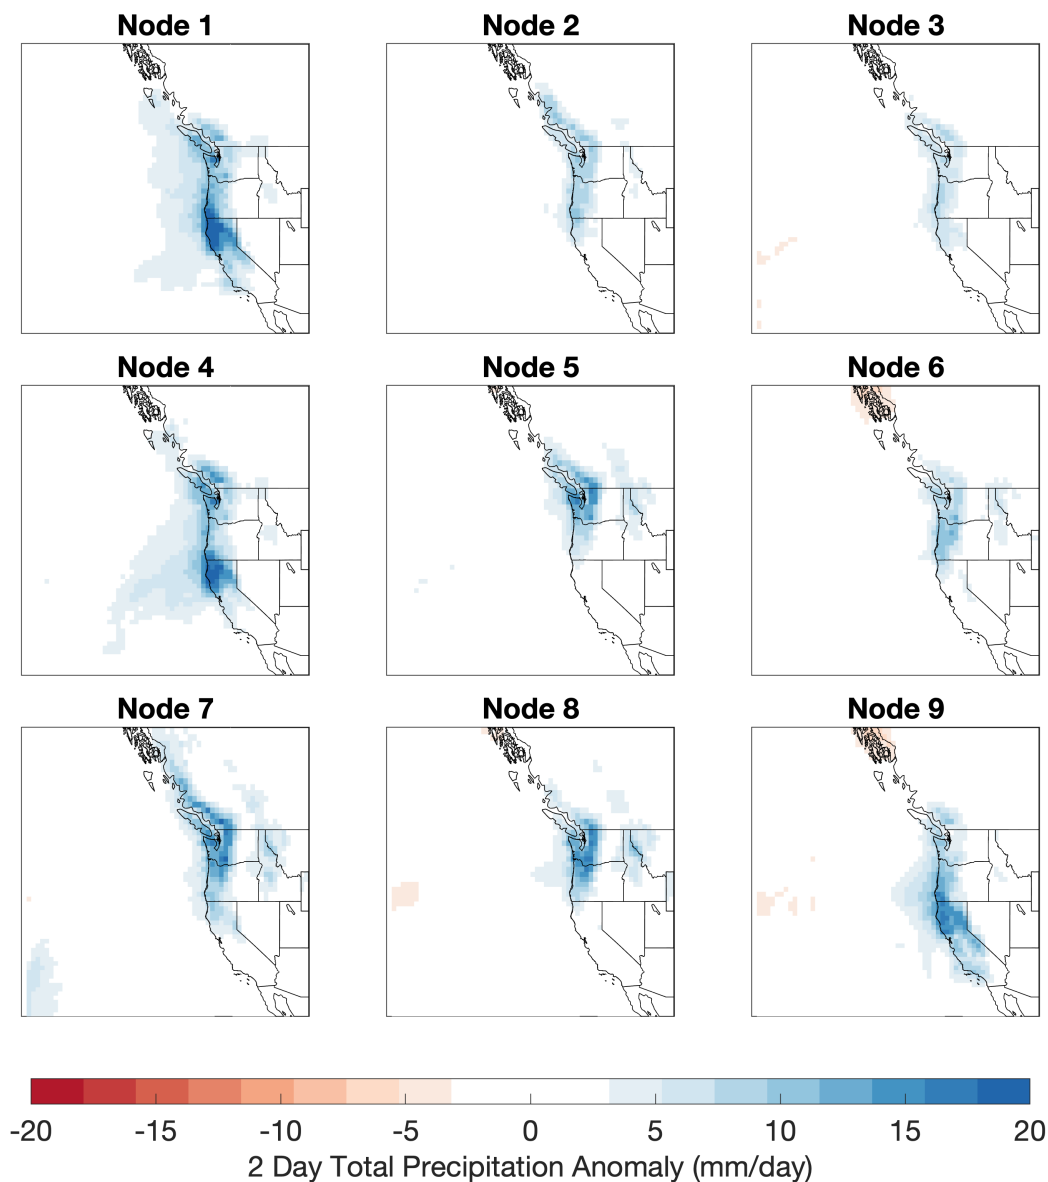 Node 1 Node 2 Node 3
Node 4 Node 5 Node 6
Node 7 Node 8 Node 9
-20 -15 -10 -5 0 5 10 15 20
2 Day Total Precipitation Anomaly (mm/day)